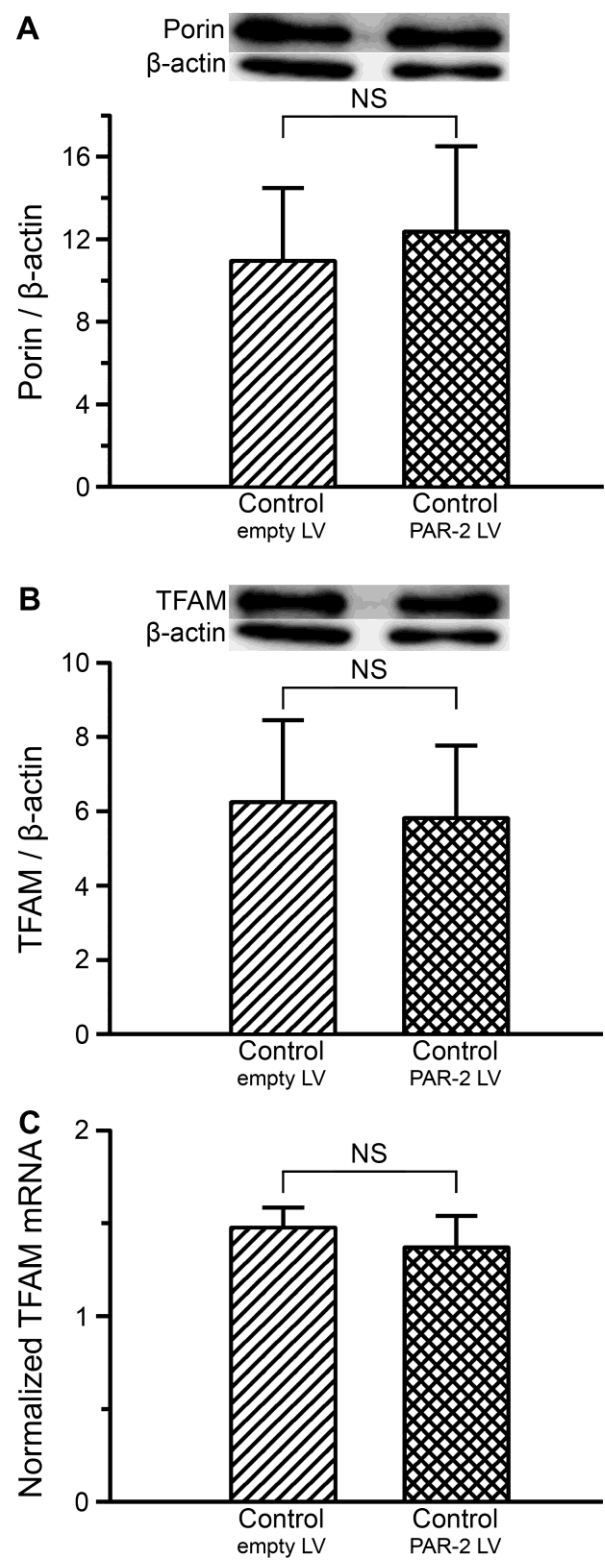 A
Porin
β-actin
NS
Porin / β-actin
16
12
8
4
0
Control
empty LV
Control
PAR-2 LV
B
TFAM
β-actin
NS
TFAM / β-actin
10
8
6
4
2
0
Control
empty LV
Control
PAR-2 LV
C
NS
Normalized TFAM mRNA
2
1
0
Control
empty LV
Control
PAR-2 LV